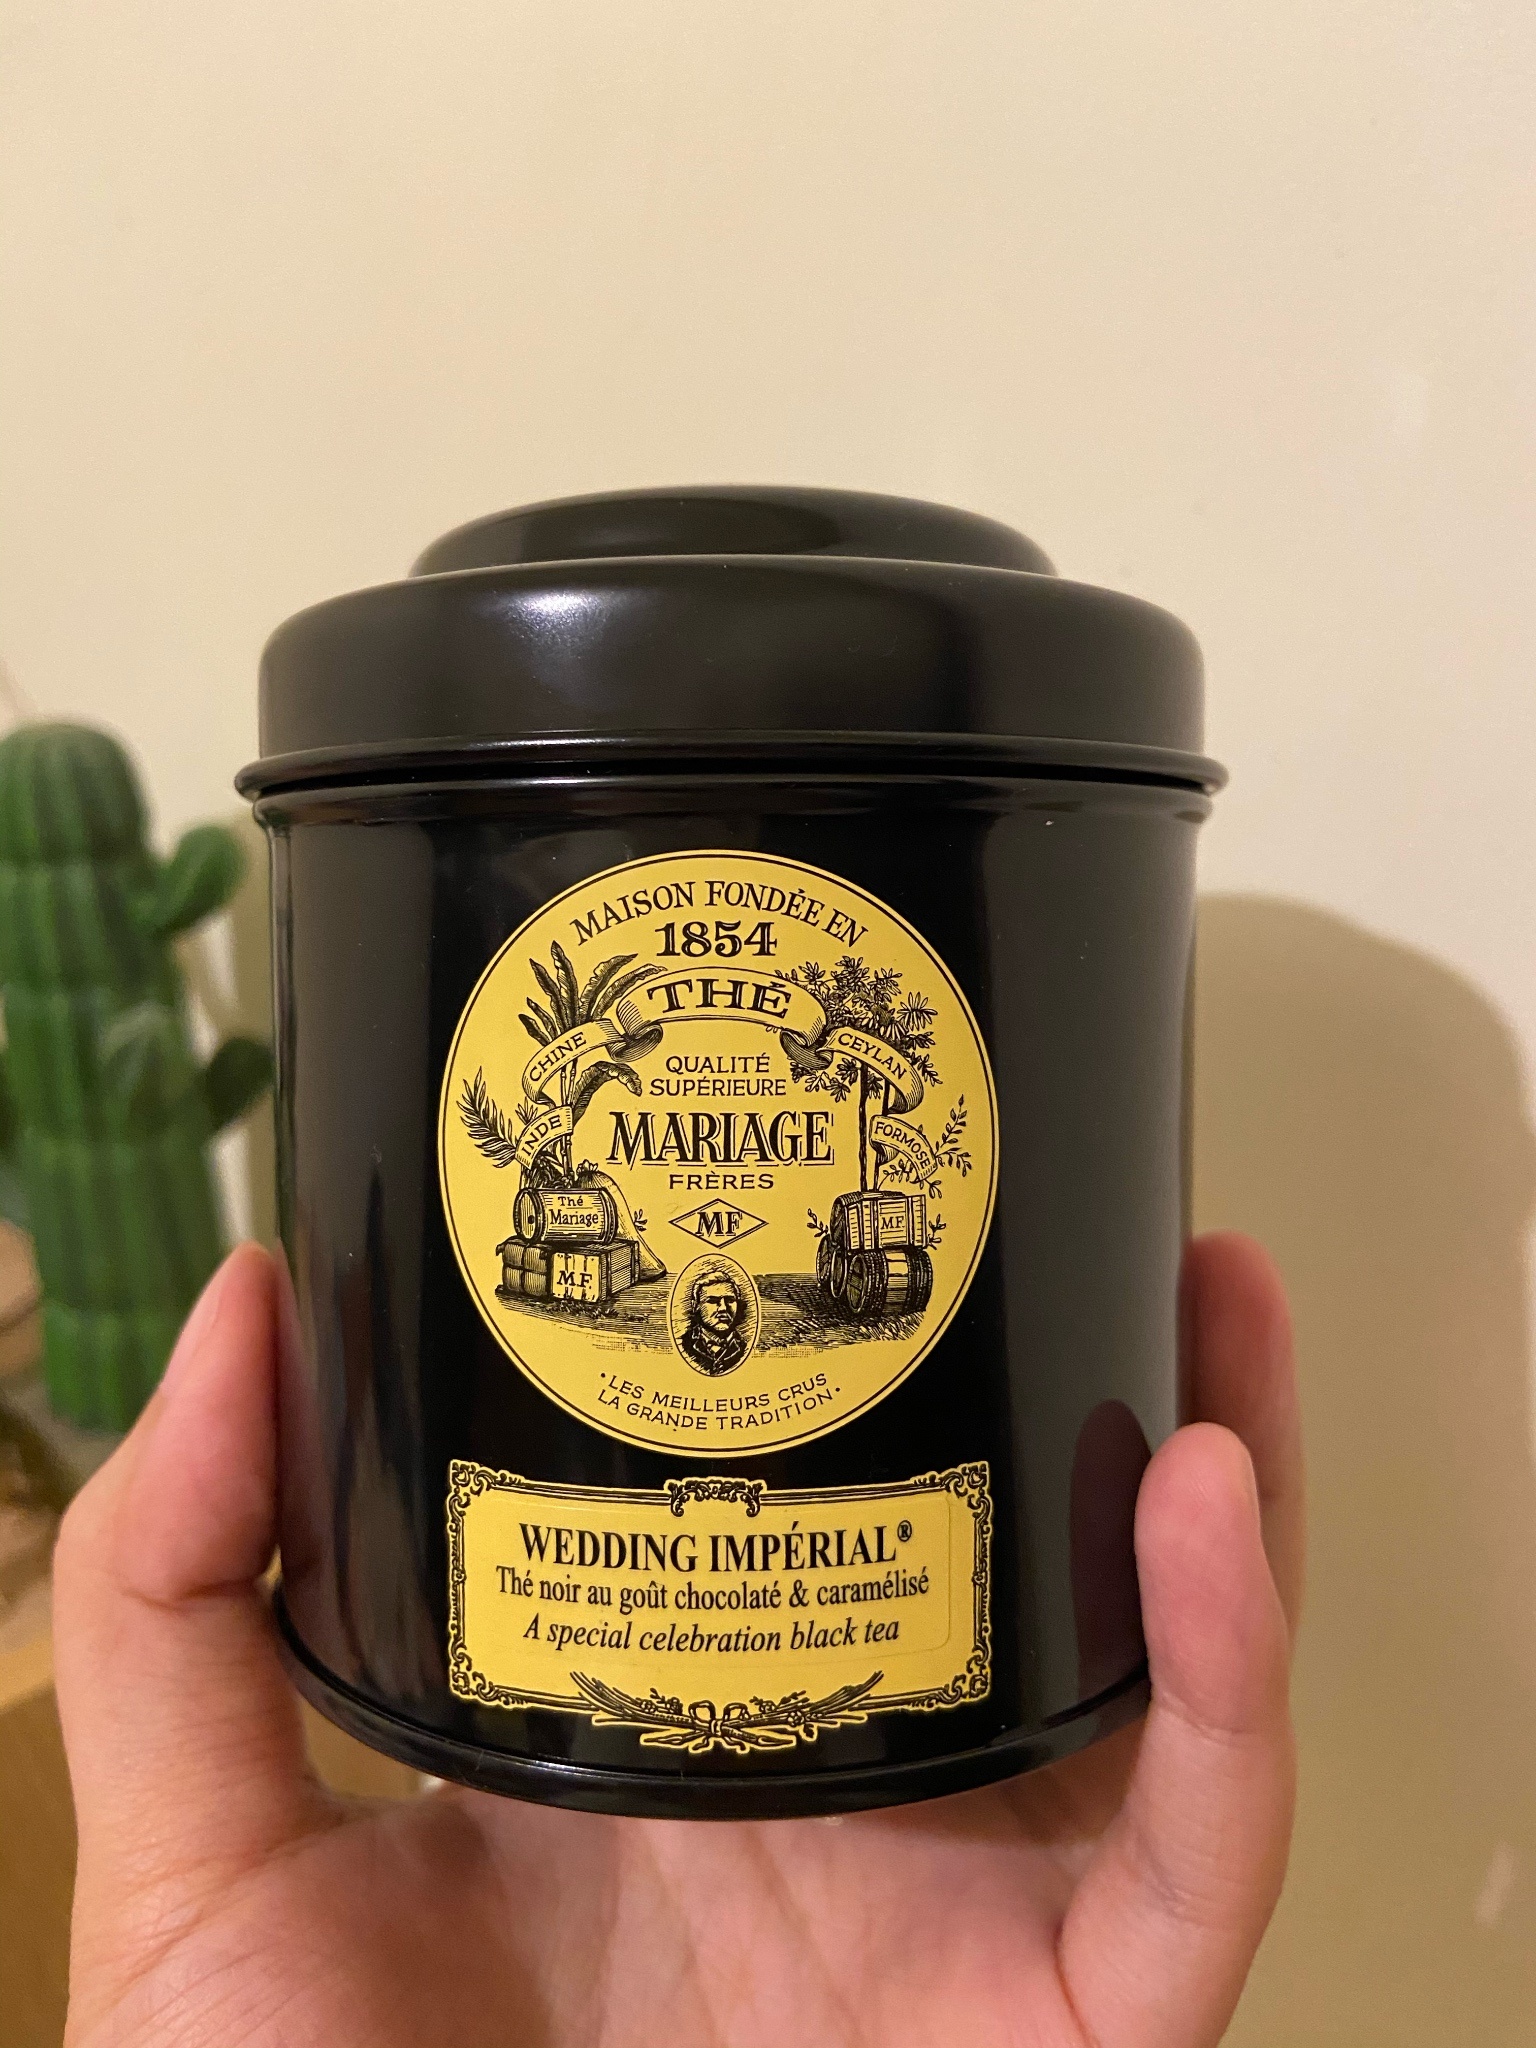 MAISON FONDÉE EN
1854
THÉ
CHINE
CEYLAN
INDE
FORMOSE
QUALITÉ
SUPÉRIEURE
MARIAGE
FRÈRES
MF
Thé
Mariage
M.F.
M.F.
•LES MEILLEURS CRUS
LA GRANDE TRADITION•
WEDDING IMPÉRIAL®
Thé noir au goût chocolaté & caramélisé
A special celebration black tea